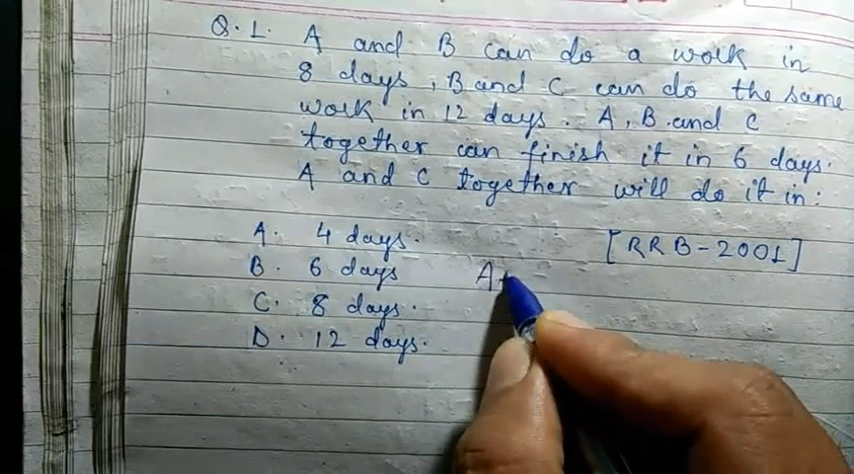 Q. 1. A and B can do a work in
8 days, B and C can do the same
work in 12 days. A, B and C
together can finish it in 6 days.
A and C together will do it in:
[RRB-2001]
A. 4 days.
B. 6 days
C. 8 days.
D. 12 days.
A+